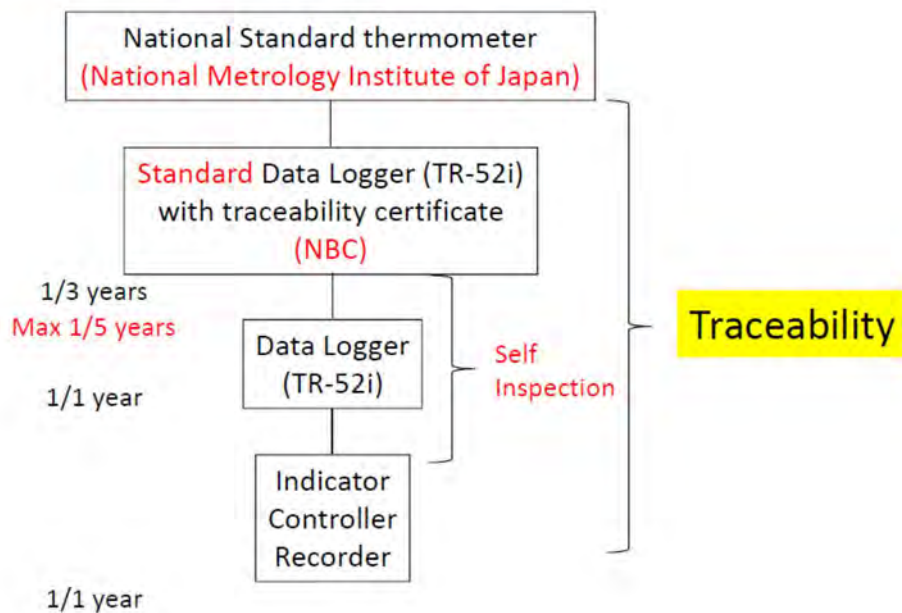 National Standard thermometer
(National Metrology Institute of Japan)
Standard Data Logger (TR-52i)
with traceability certificate
(NBC)
1/3 years
Max 1/5 years
Data Logger
(TR-52i)
1/1 year
Self
Inspection
Traceability
Indicator
Controller
Recorder
1/1 year